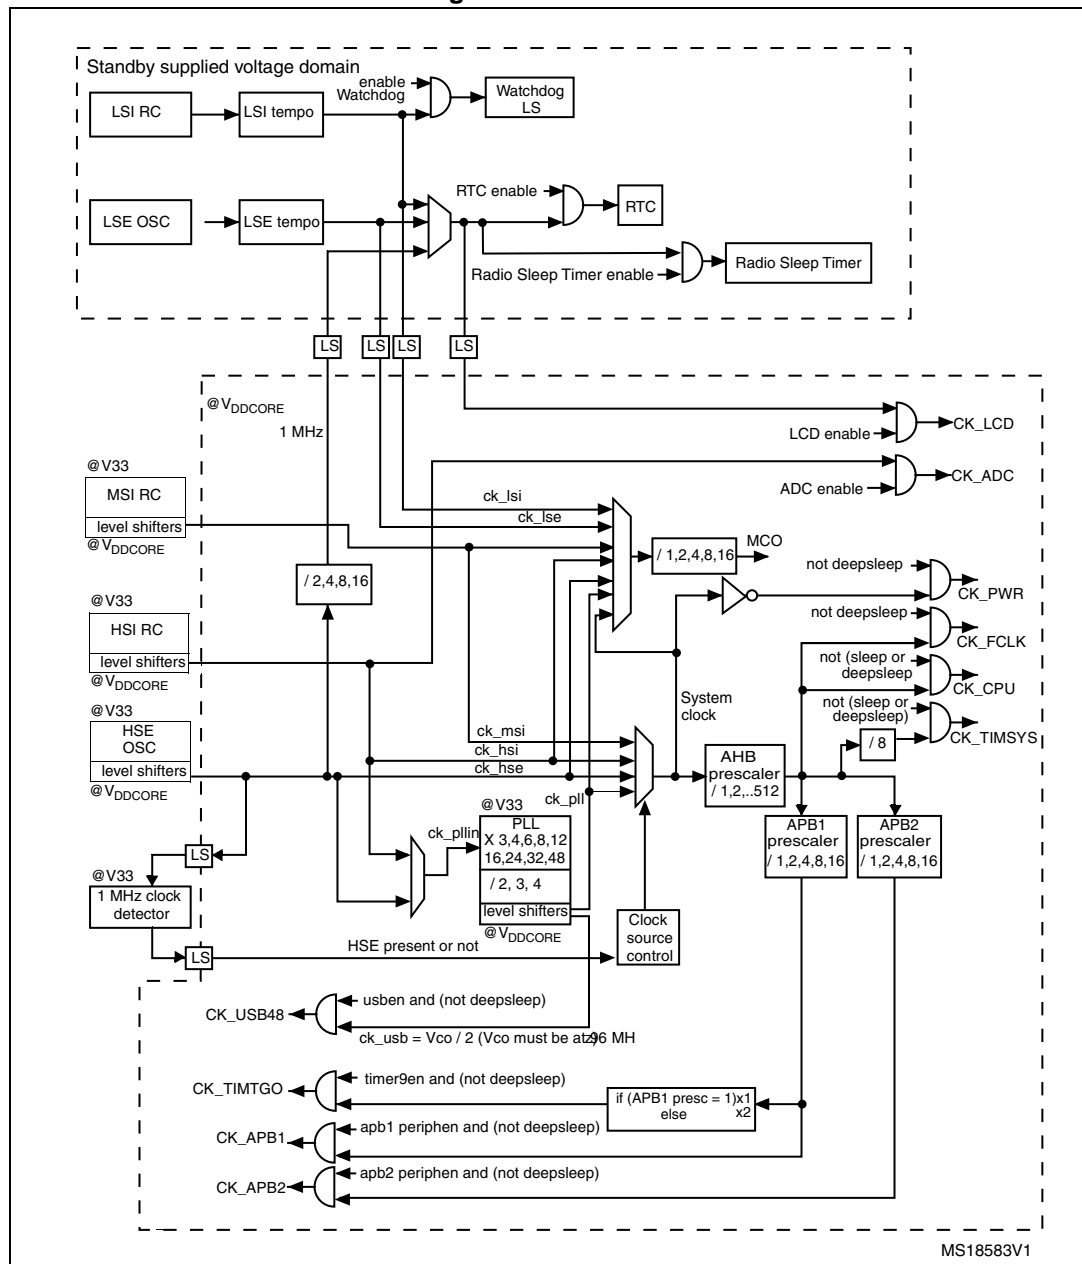 g
Standby supplied voltage domain
enable
Watchdog
Watchdog
LS
LSI RC
LSI tempo
RTC enable
RTC
LSE OSC
LSE tempo
Radio Sleep Timer enable
Radio Sleep Timer
LS
LS
LS
LS
@VDDCORE
1 MHz
LCD enable
CK_LCD
@V33
MSI RC
level shifters
@VDDCORE
ck_lsi
ck_lse
ADC enable
CK_ADC
/ 2,4,8,16
/ 1,2,4,8,16
MCO
not deepsleep
CK_PWR
@V33
HSI RC
level shifters
@VDDCORE
not deepsleep
CK_FCLK
not (sleep or
deepsleep
CK_CPU
System
clock
not (sleep or
deepsleep)
CK_TIMSYS
@V33
HSE
OSC
level shifters
@VDDCORE
ck_msi
ck_hsi
ck_hse
ck_pll
/ 8
AHB
prescaler
/ 1,2,..512
@V33
PLL
X 3,4,6,8,12
16,24,32,48
/ 2, 3, 4
level shifters
@VDDCORE
ck_pllin
APB1
prescaler
/ 1,2,4,8,16
APB2
prescaler
/ 1,2,4,8,16
LS
@V33
1 MHz clock
detector
LS
HSE present or not
Clock
source
control
CK_USB48
usben and (not deepsleep)
ck_usb = Vco / 2 (Vco must be atz)96 MH
CK_TIMTGO
timer9en and (not deepsleep)
if (APB1 presc = 1)x1
else x2
CK_APB1
apb1 periphen and (not deepsleep)
CK_APB2
apb2 periphen and (not deepsleep)
MS18583V1